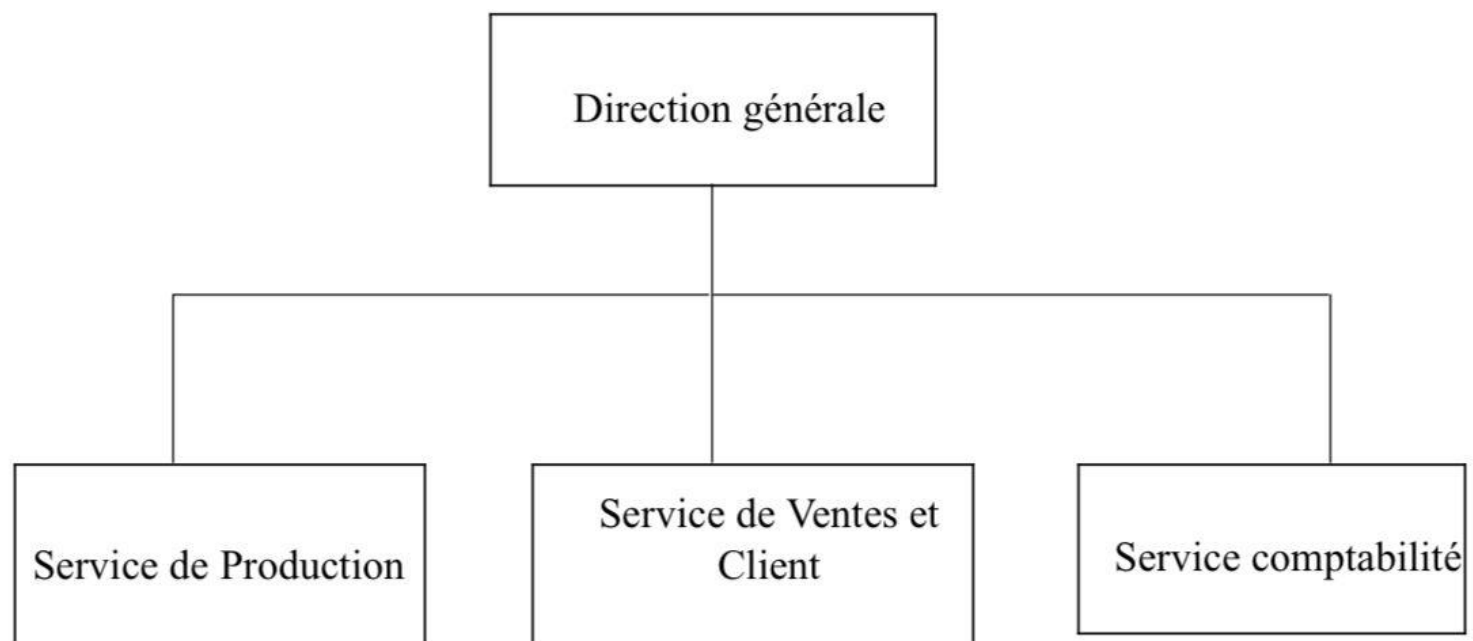 Direction générale
Service de Production
Service de Ventes et
Client
Service comptabilité